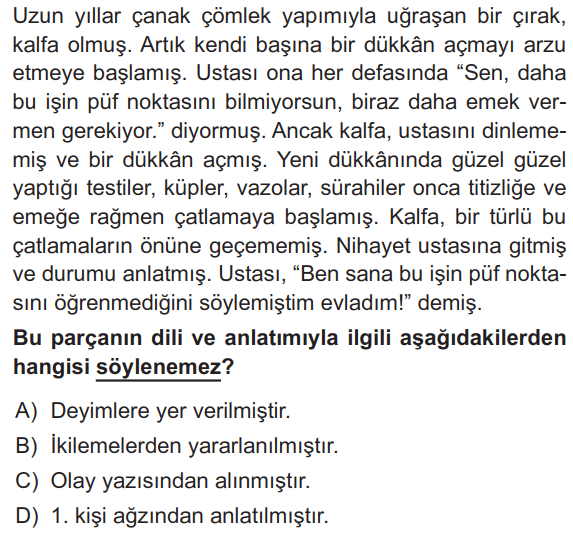 Uzun yıllar çanak çömlek yapımıyla uğraşan bir çırak,
kalfa olmuş. Artık kendi başına bir dükkân açmayı arzu
etmeye başlamış. Ustası ona her defasında “Sen, daha
bu işin püf noktasını bilmiyorsun, biraz daha emek ver-
men gerekiyor.” diyormuş. Ancak kalfa, ustasını dinleme-
miş ve bir dükkân açmış. Yeni dükkânında güzel güzel
yaptığı testiler, küpler, vazolar, sürahiler onca titizliğe ve
emeğe rağmen çatlamaya başlamış. Kalfa, bir türlü bu
çatlamaların önüne geçememiş. Nihayet ustasına gitmiş
ve durumu anlatmış. Ustası, “Ben sana bu işin püf nokta-
sını öğrenmediğini söylemiştim evladım!” demiş.
Bu parçanın dili ve anlatımıyla ilgili aşağıdakilerden
hangisi söylenemez?
A) Deyimlere yer verilmiştir.
B) İkilemelerden yararlanılmıştır.
C) Olay yazısından alınmıştır.
D) 1. kişi ağzından anlatılmıştır.